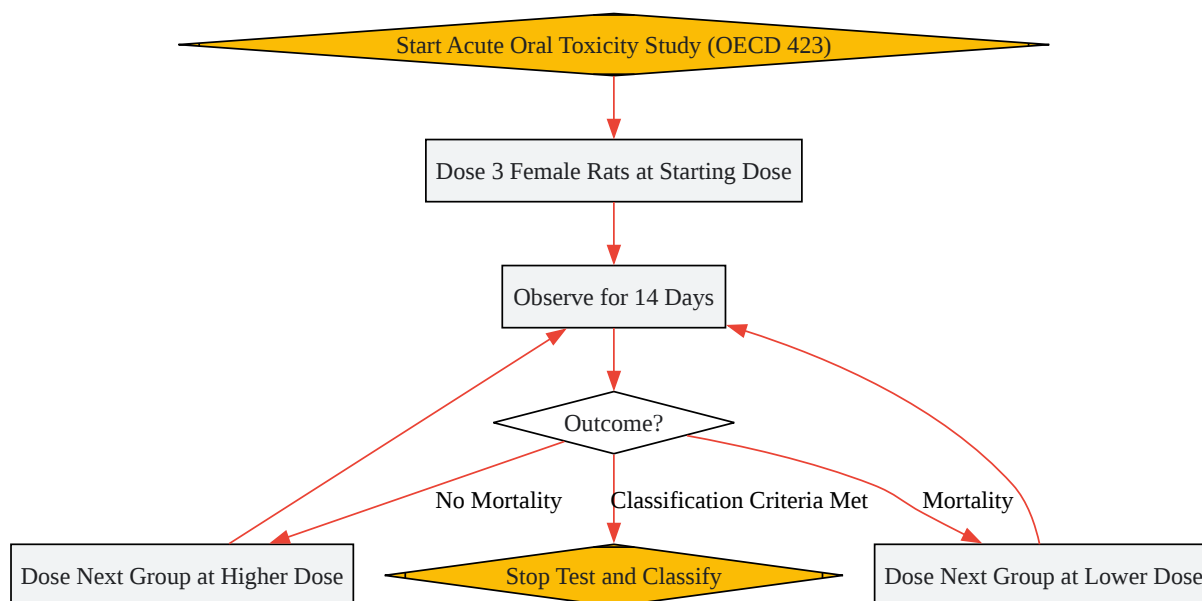 Start Acute Oral Toxicity Study (OECD 423)
Dose 3 Female Rats at Starting Dose
Observe for 14 Days
Outcome?
No Mortality
Classification Criteria Met
Mortality
Dose Next Group at Higher Dose
Stop Test and Classify
Dose Next Group at Lower Dose